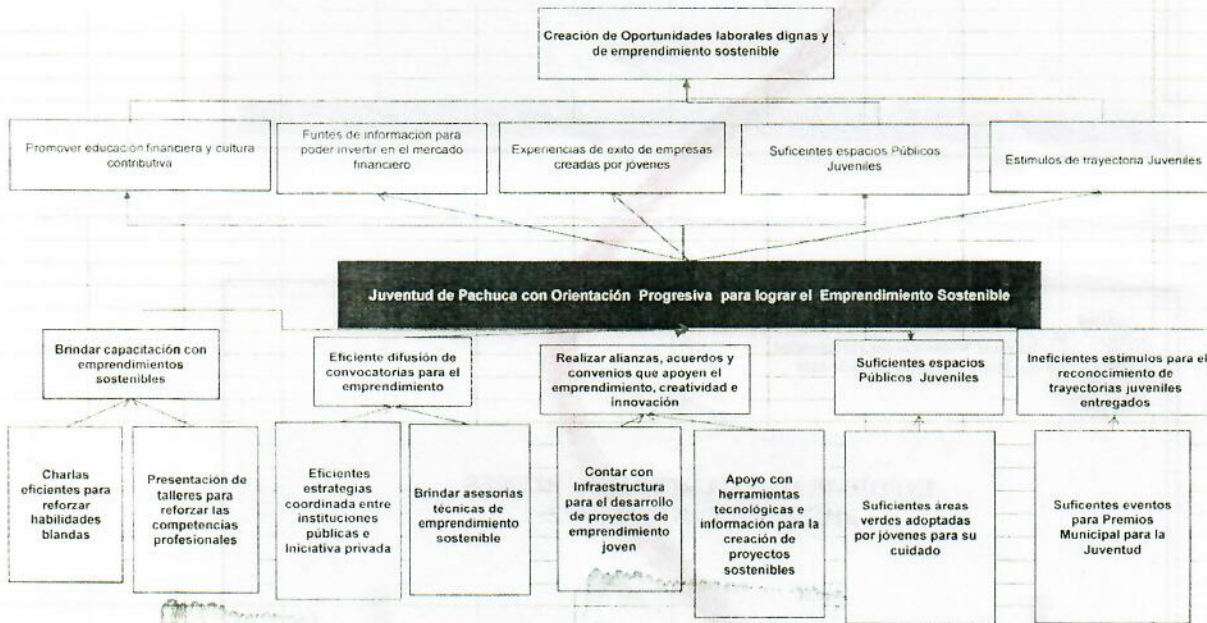 Creación de Oportunidades laborales dignas y
de emprendimiento sostenible
Promover educación financiera y cultura
contributiva
Funtes de información para
poder invertir en el mercado
financiero
Experiencias de exito de empresas
creadas por jóvenes
Suficeintes espacios Públicos
Juveniles
Estimulos de trayectoria Juveniles
Juventud de Pachuca con Orientación Progresiva para lograr el Emprendimiento Sostenible
Brindar capacitación con
emprendimientos
sostenibles
Eficiente difusión de
convocatorias para el
emprendimiento
Realizar alianzas, acuerdos y
convenios que apoyen el
emprendimiento, creatividad e
innovación
Suficientes espacios
Públicos Juveniles
Ineficientes estimulos para el
reconocimiento de
trayectorias juveniles
entregados
Charlas
eficientes para
reforzar
habilidades
blandas
Presentación de
talleres para
reforzar las
competencias
profesionales
Eficientes
estrategias
coordinada entre
instituciones
públicas e
Iniciativa privada
Brindar asesorias
técnicas de
emprendimiento
sostenible
Contar con
Infraestructura
para el desarrollo
de proyectos de
emprendimiento
joven
Apoyo con
herramientas
tecnológicas e
información para la
creación de
proyectos
sostenibles
Suficientes áreas
verdes adoptadas
por jóvenes para su
cuidado
Suficentes eventos
para Premios
Municipal para la
Juventud